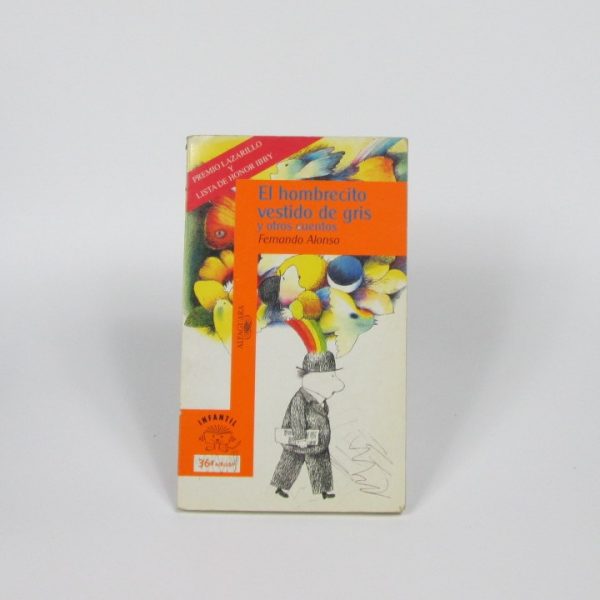 PREMIO LAZARILLO
Y
LISTA DE HONOR IBBY
El hombrecito
vestido de gris
y otros cuentos
Fernando Alonso
ALFAGUARA
INFANTIL